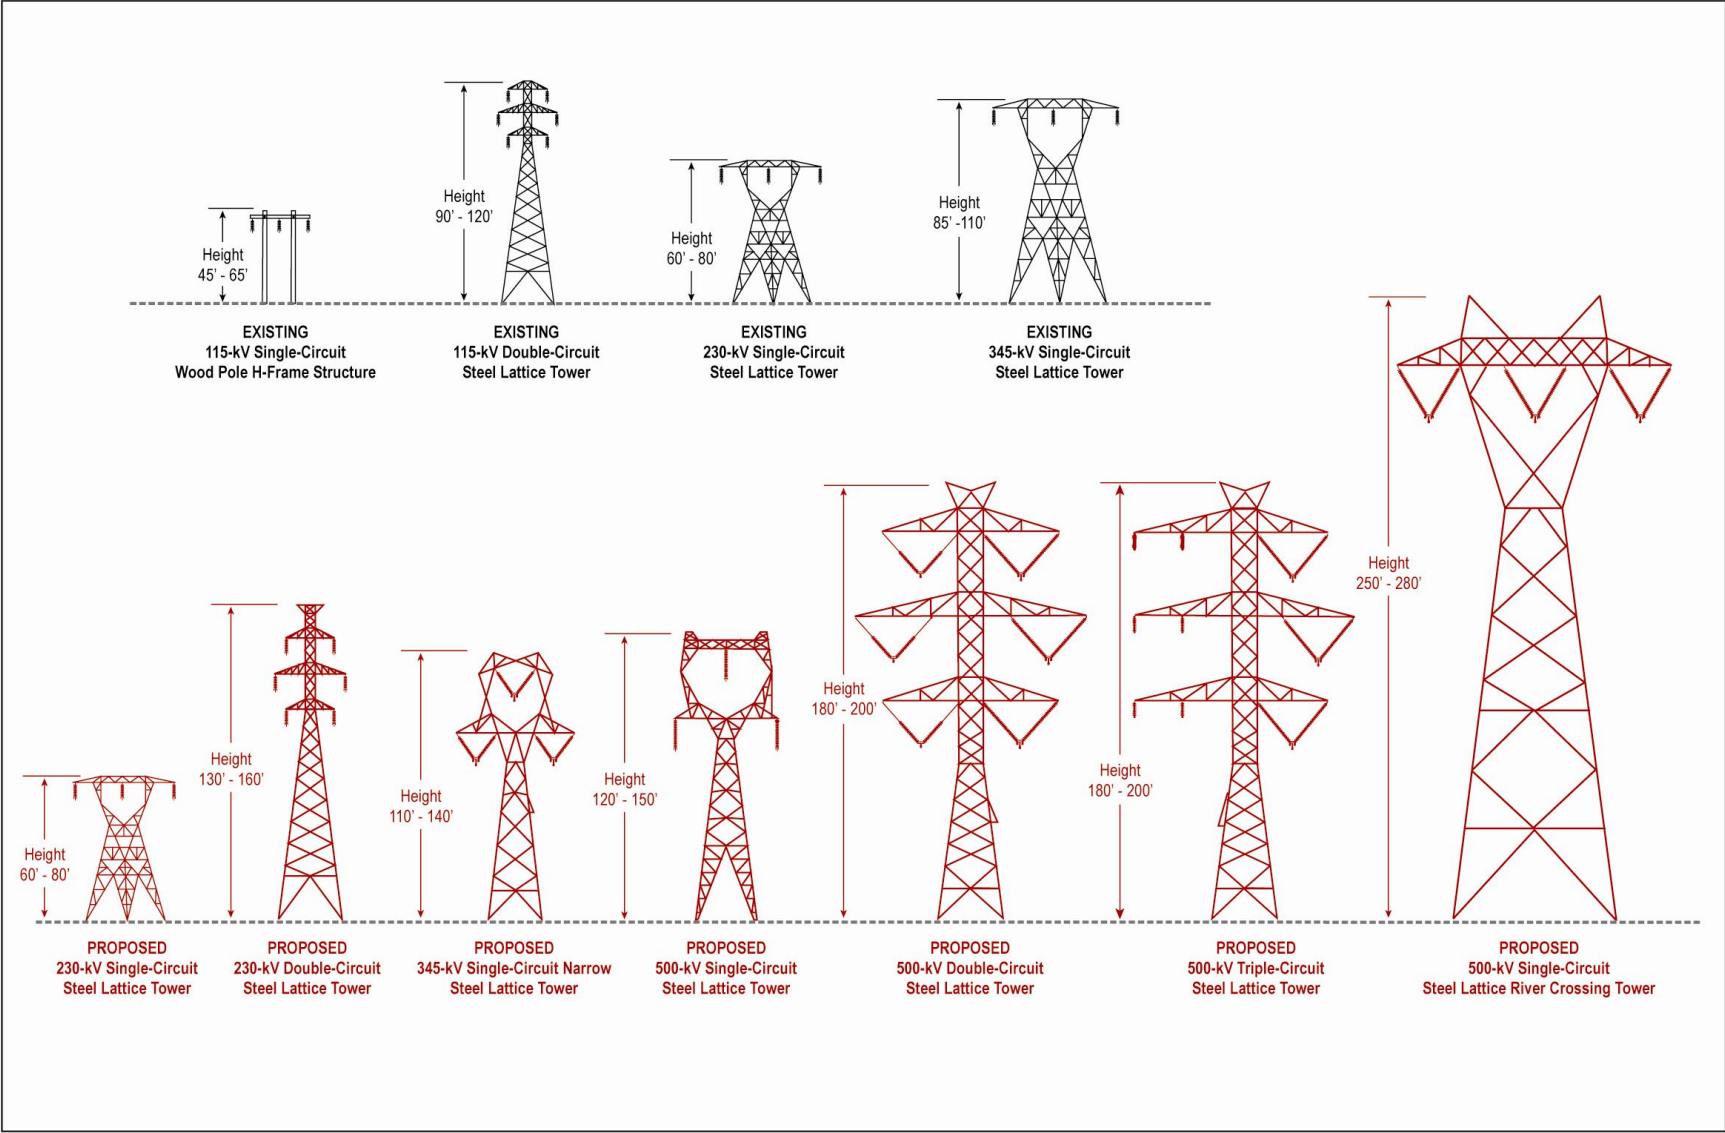 Height
45' - 65'
Height
90' - 120'
Height
60' - 80'
Height
85' -110'
EXISTING
115-kV Single-Circuit
Wood Pole H-Frame Structure
EXISTING
115-kV Double-Circuit
Steel Lattice Tower
EXISTING
230-kV Single-Circuit
Steel Lattice Tower
EXISTING
345-kV Single-Circuit
Steel Lattice Tower
Height
60' - 80'
Height
130' - 160'
Height
110' - 140'
Height
120' - 150'
Height
180' - 200'
Height
180' - 200'
Height
250' - 280'
PROPOSED
230-kV Single-Circuit
Steel Lattice Tower
PROPOSED
230-kV Double-Circuit
Steel Lattice Tower
PROPOSED
345-kV Single-Circuit Narrow
Steel Lattice Tower
PROPOSED
500-kV Single-Circuit
Steel Lattice Tower
PROPOSED
500-kV Double-Circuit
Steel Lattice Tower
PROPOSED
500-kV Triple-Circuit
Steel Lattice Tower
PROPOSED
500-kV Single-Circuit
Steel Lattice River Crossing Tower